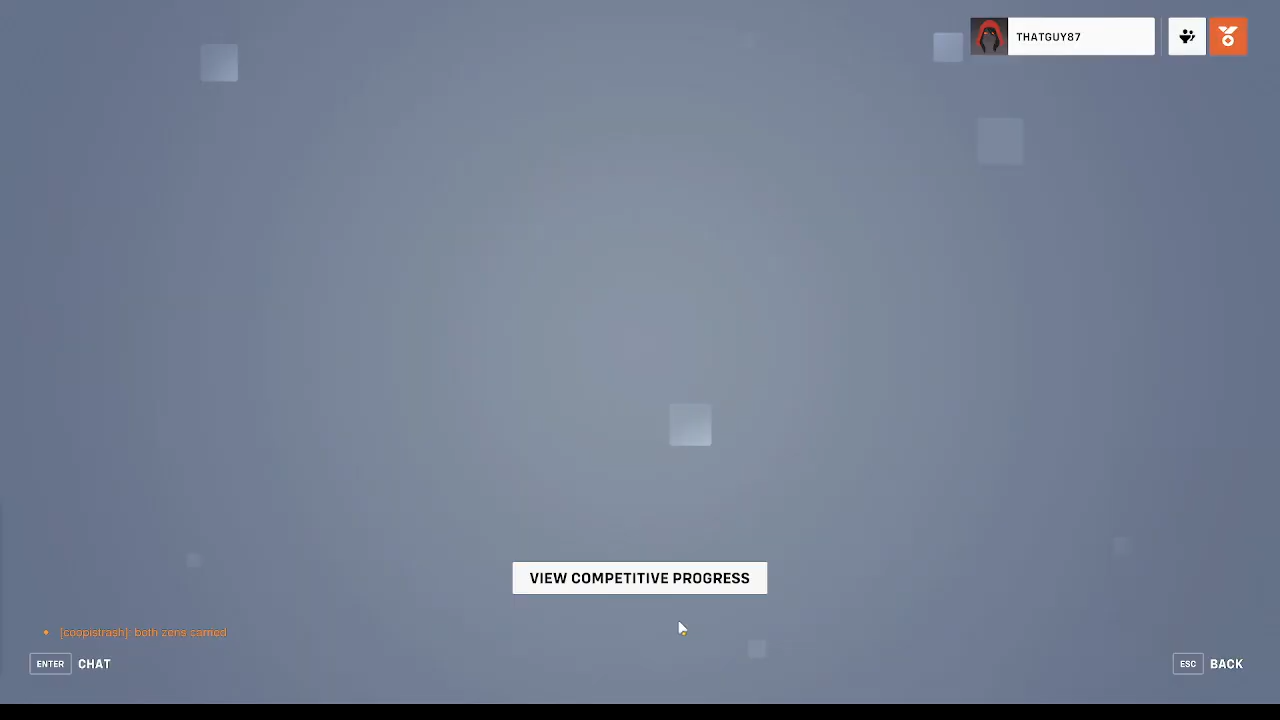 THATGUY87
VIEW COMPETITIVE PROGRESS
[coopistrash]: both zens carried
ENTER CHAT
ESC BACK